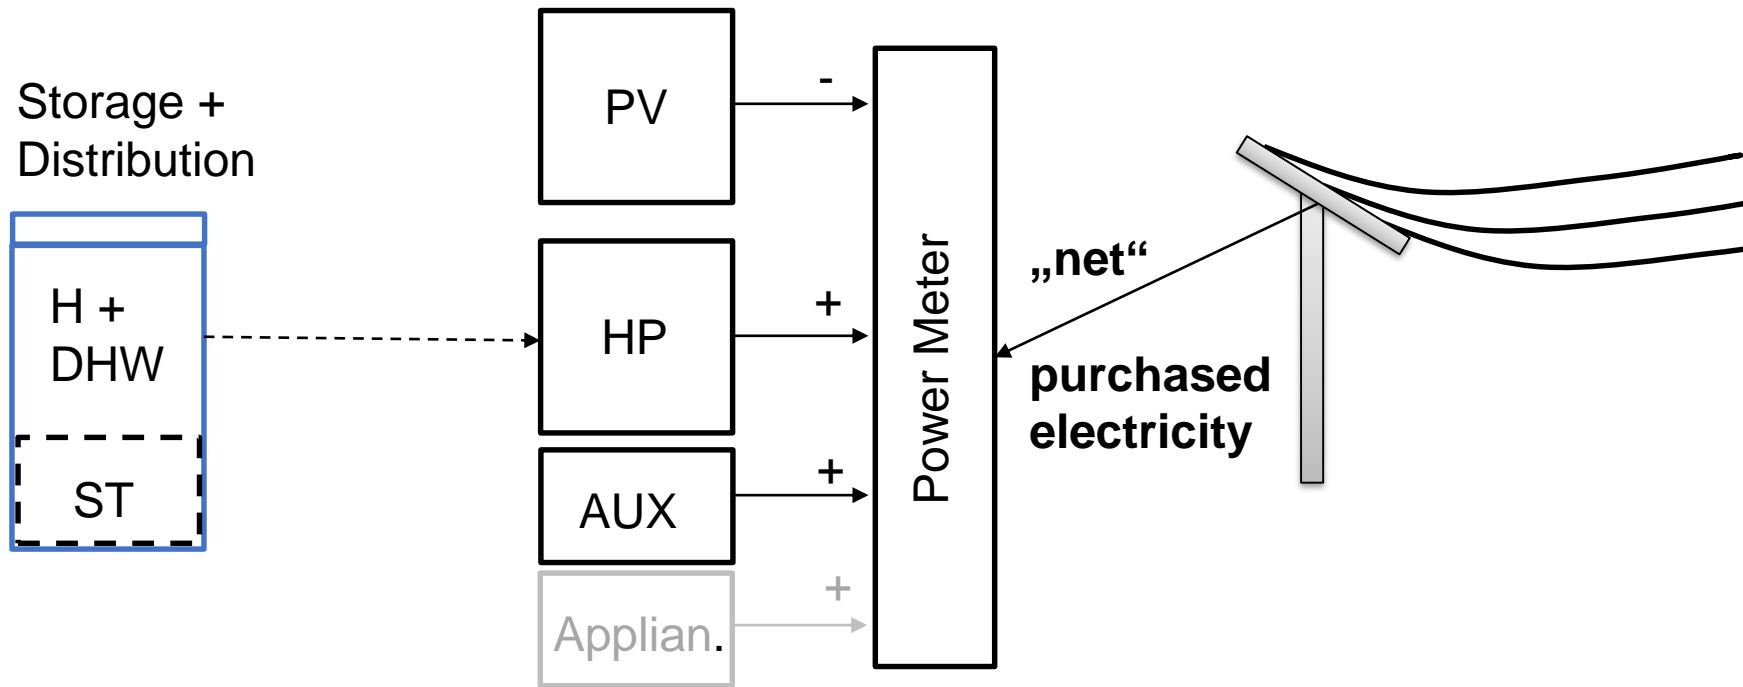 Storage +
Distribution
H +
DHW
ST
PV
-
HP
+
AUX
+
Applian.
+
Power Meter
„net“
purchased
electricity